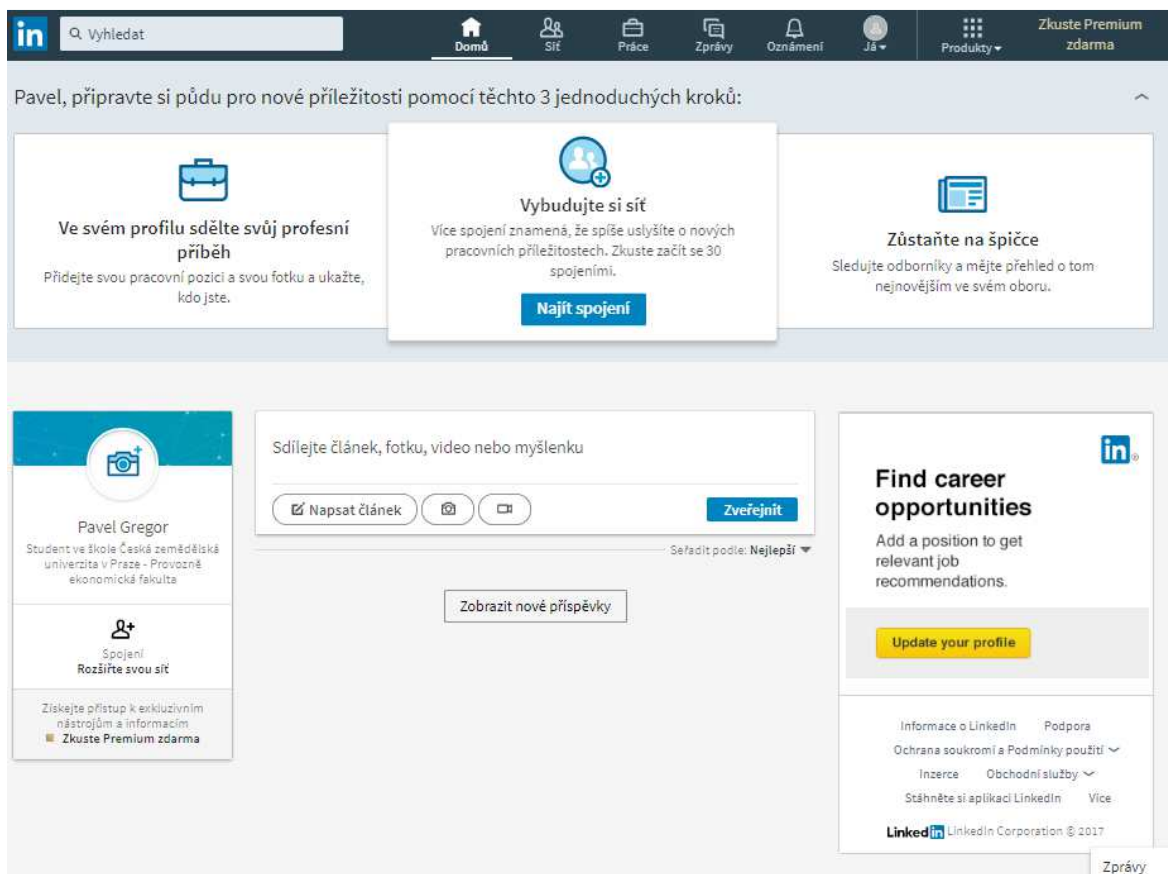 in
Vyhledat
Domů
Síť
Práce
Zprávy
Oznámení
Já
Produkty
Zkuste Premium
zdarma
Pavel, připravte si půdu pro nové příležitosti pomocí těchto 3 jednoduchých kroků:
Ve svém profilu sdělte svůj profesní
příběh
Přidejte svou pracovní pozici a svou fotku a ukažte,
kdo jste.
Vybudujte si síť
Více spojení znamená, že spíše uslyšíte o nových
pracovních příležitostech. Zkuste začít se 30
spojeními.
Najít spojení
Zůstaňte na špičce
Sledujte odborníky a mějte přehled o tom
nejnovějším ve svém oboru.
Pavel Gregor
Student ve škole Česká zemědělská
univerzita v Praze - Provozně
ekonomická fakulta
Spojení
Rozšiřte svou síť
Získejte přístup k exkluzivním
nástrojům a informacím
Zkuste Premium zdarma
Sdílejte článek, fotku, video nebo myšlenku
Napsat článek
Zveřejnit
Seřadit podle: Nejlepší
Zobrazit nové příspěvky
in®
Find career
opportunities
Add a position to get
relevant job
recommendations.
Update your profile
Informace o LinkedIn Podpora
Ochrana soukromí a Podmínky použití
Inzerce Obchodní služby
Stáhněte si aplikaci LinkedIn Více
Linked in LinkedIn Corporation © 2017
Zprávy